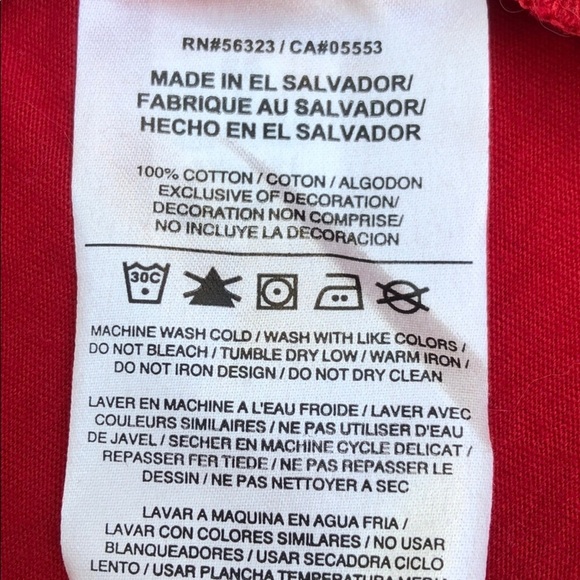 RN#56323 / CA#05553
MADE IN EL SALVADOR/
FABRIQUE AU SALVADOR/
HECHO EN EL SALVADOR
100% COTTON / COTON / ALGODON
EXCLUSIVE OF DECORATION/
DECORATION NON COMPRISE/
NO INCLUYE LA DECORACION
30C
MACHINE WASH COLD / WASH WITH LIKE COLORS /
DO NOT BLEACH / TUMBLE DRY LOW / WARM IRON /
DO NOT IRON DESIGN / DO NOT DRY CLEAN
LAVER EN MACHINE A L'EAU FROIDE / LAVER AVEC
COULEURS SIMILAIRES / NE PAS UTILISER D'EAU
DE JAVEL / SECHER EN MACHINE CYCLE DELICAT /
REPASSER FER TIEDE / NE PAS REPASSER LE
DESSIN / NE PAS NETTOYER A SEC
LAVAR A MAQUINA EN AGUA FRIA /
LAVAR CON COLORES SIMILARES / NO USAR
BLANQUEADORES / USAR SECADORA CICLO
LENTO / USAR PLANCHA TEMPERATURA